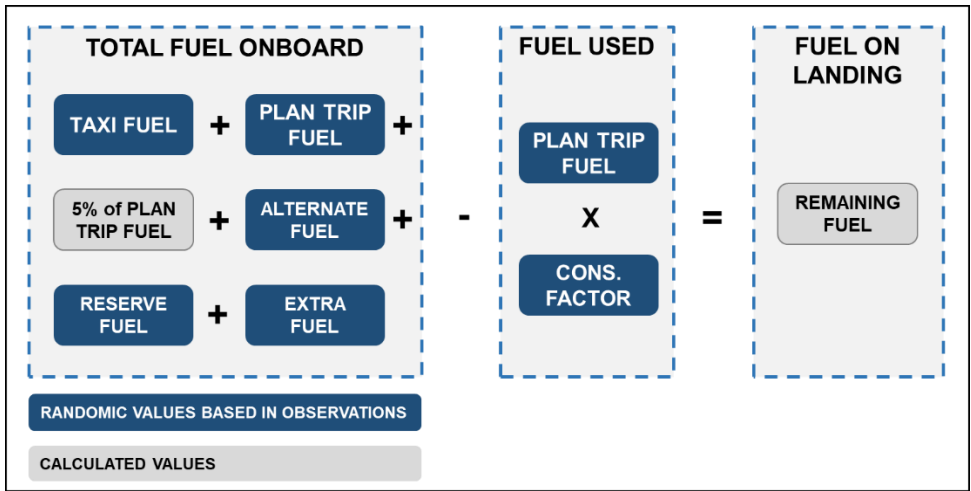 TOTAL FUEL ONBOARD
TAXI FUEL
+
PLAN TRIP
FUEL
+
5% of PLAN
TRIP FUEL
+
ALTERNATE
FUEL
+
RESERVE
FUEL
+
EXTRA
FUEL
-
FUEL USED
PLAN TRIP
FUEL
X
CONS.
FACTOR
=
FUEL ON
LANDING
REMAINING
FUEL
RANDOMIC VALUES BASED IN OBSERVATIONS
CALCULATED VALUES